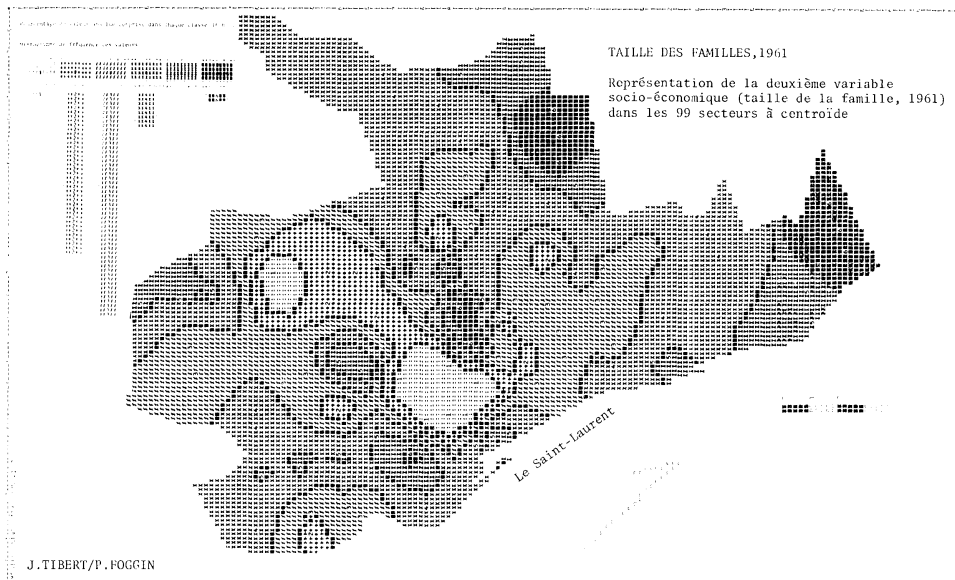 TAILLE DES FAMILLES,1961
Représentation de la deuxième variable
socio-économique (taille de la famille, 1961)
dans les 99 secteurs à centroïde
Le Saint-Laurent
J.TIBERT/P.FOGGIN